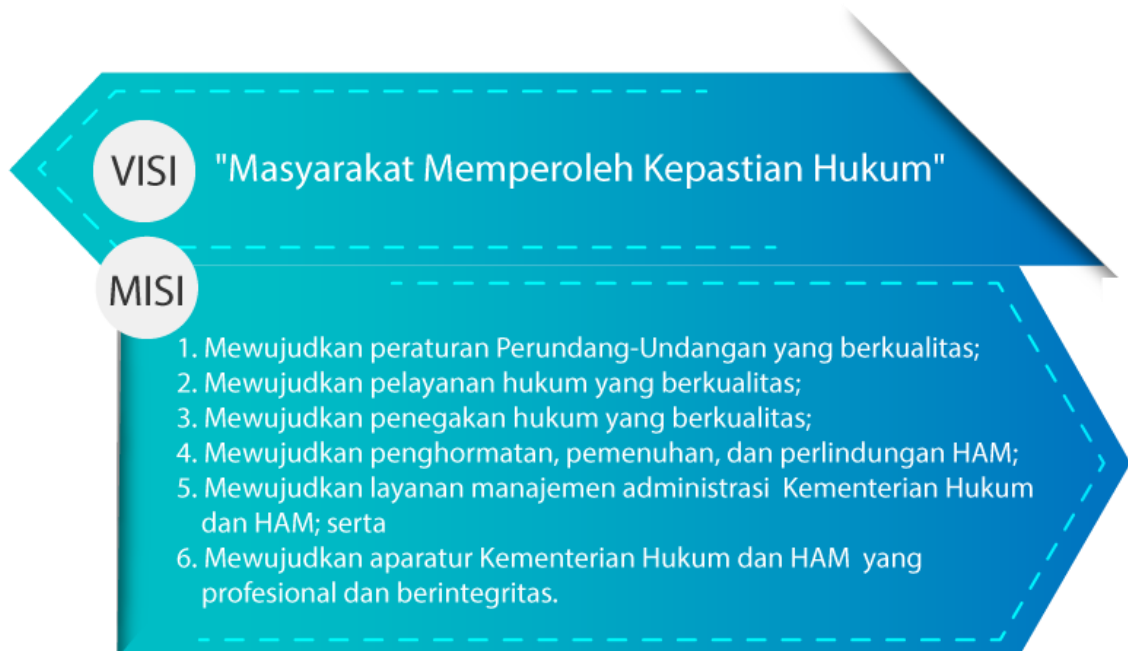 VISI
"Masyarakat Memperoleh Kepastian Hukum"
MISI
1. Mewujudkan peraturan Perundang-Undangan yang berkualitas;
2. Mewujudkan pelayanan hukum yang berkualitas;
3. Mewujudkan penegakan hukum yang berkualitas;
4. Mewujudkan penghormatan, pemenuhan, dan perlindungan HAM;
5. Mewujudkan layanan manajemen administrasi Kementerian Hukum
dan HAM; serta
6. Mewujudkan aparatur Kementerian Hukum dan HAM yang
profesional dan berintegritas.